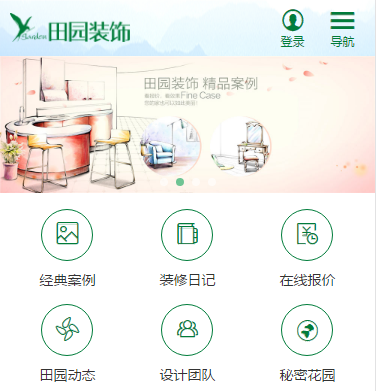 Garden 田园装饰
登录
导航
田园装饰 精品案例
Fine Case
经典案例
装修日记
在线报价
田园动态
设计团队
秘密花园